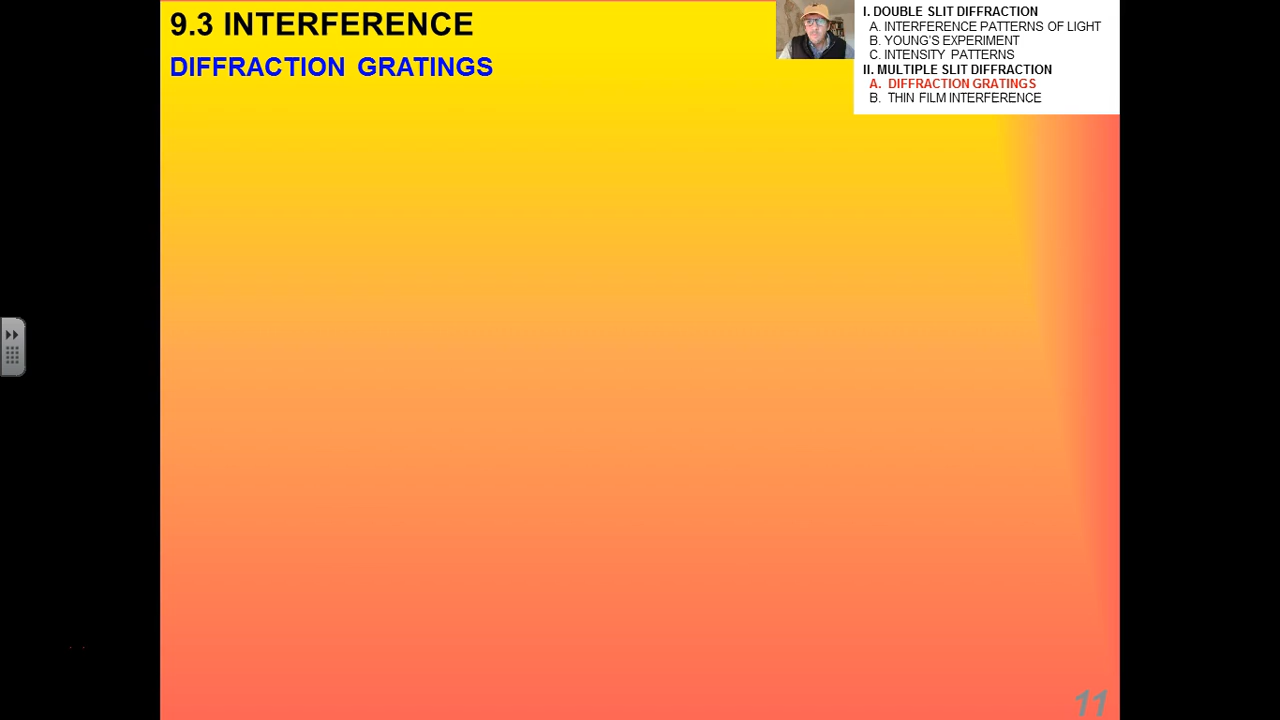 9.3 INTERFERENCE
DIFFRACTION GRATINGS
I. DOUBLE SLIT DIFFRACTION
A. INTERFERENCE PATTERNS OF LIGHT
B. YOUNG'S EXPERIMENT
C. INTENSITY PATTERNS
II. MULTIPLE SLIT DIFFRACTION
A. DIFFRACTION GRATINGS
B. THIN FILM INTERFERENCE
11